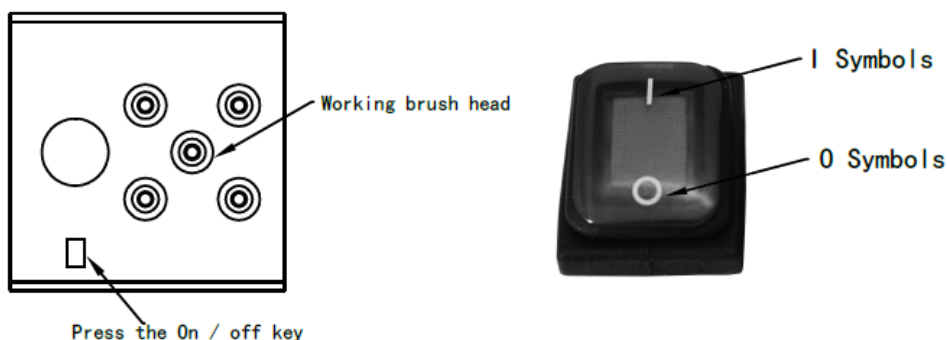 I Symbols
Working brush head
O Symbols
Press the On / off key